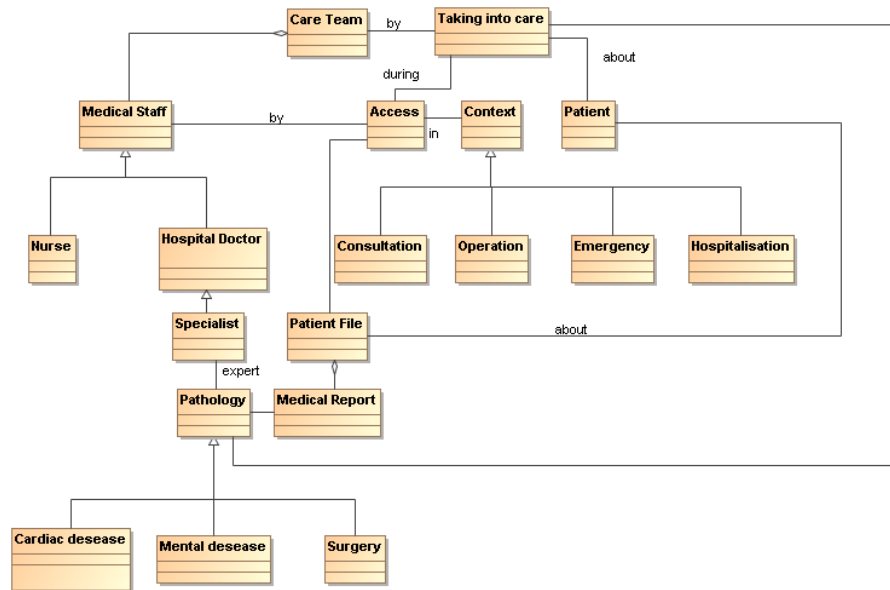 Care Team
by
Taking into care
during
about
Medical Staff
by
Access
in
Context
Patient
Nurse
Hospital Doctor
Consultation
Operation
Emergency
Hospitalisation
Specialist
Patient File
about
expert
Pathology
Medical Report
Cardiac desease
Mental desease
Surgery